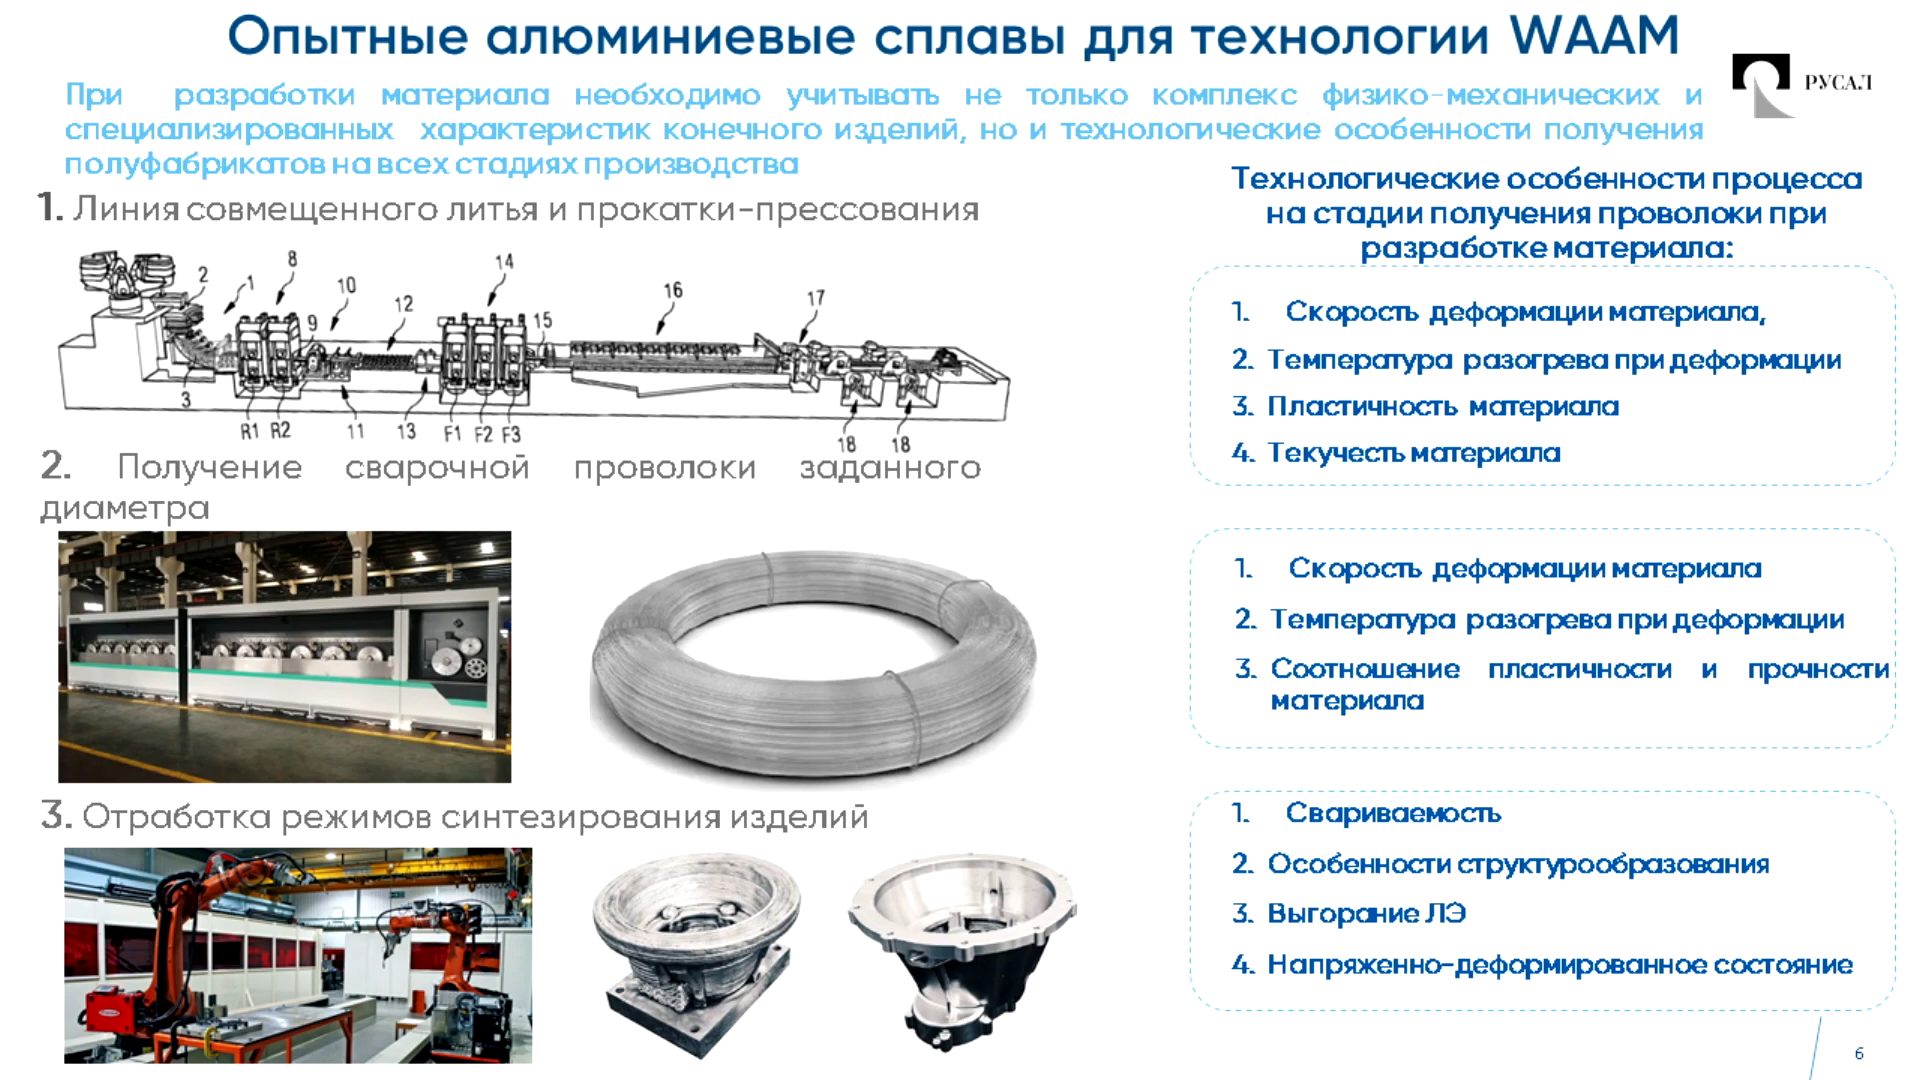 Опытные алюминиевые сплавы для технологии WAAM
РУСАЛ
При разработки материала необходимо учитывать не только комплекс физико-механических и
специализированных характеристик конечного изделий, но и технологические особенности получения
полуфабрикатов на всех стадиях производства
1. Линия совмещенного литья и прокатки-прессования
8
14
2
1
10
16
12
17
9
15
3
R1 R2
11
13
F1 F2 F3
18
18
2. Получение сварочной проволоки заданного
диаметра
3. Отработка режимов синтезирования изделий
Технологические особенности процесса
на стадии получения проволоки при
разработке материала:
1. Скорость деформации материала,
2. Температура разогрева при деформации
3. Пластичность материала
4. Текучесть материала
1. Скорость деформации материала
2. Температура разогрева при деформации
3. Соотношение пластичности и прочности
материала
1. Свариваемость
2. Особенности структурообразования
3. Выгорание ЛЭ
4. Напряженно-деформированное состояние
6